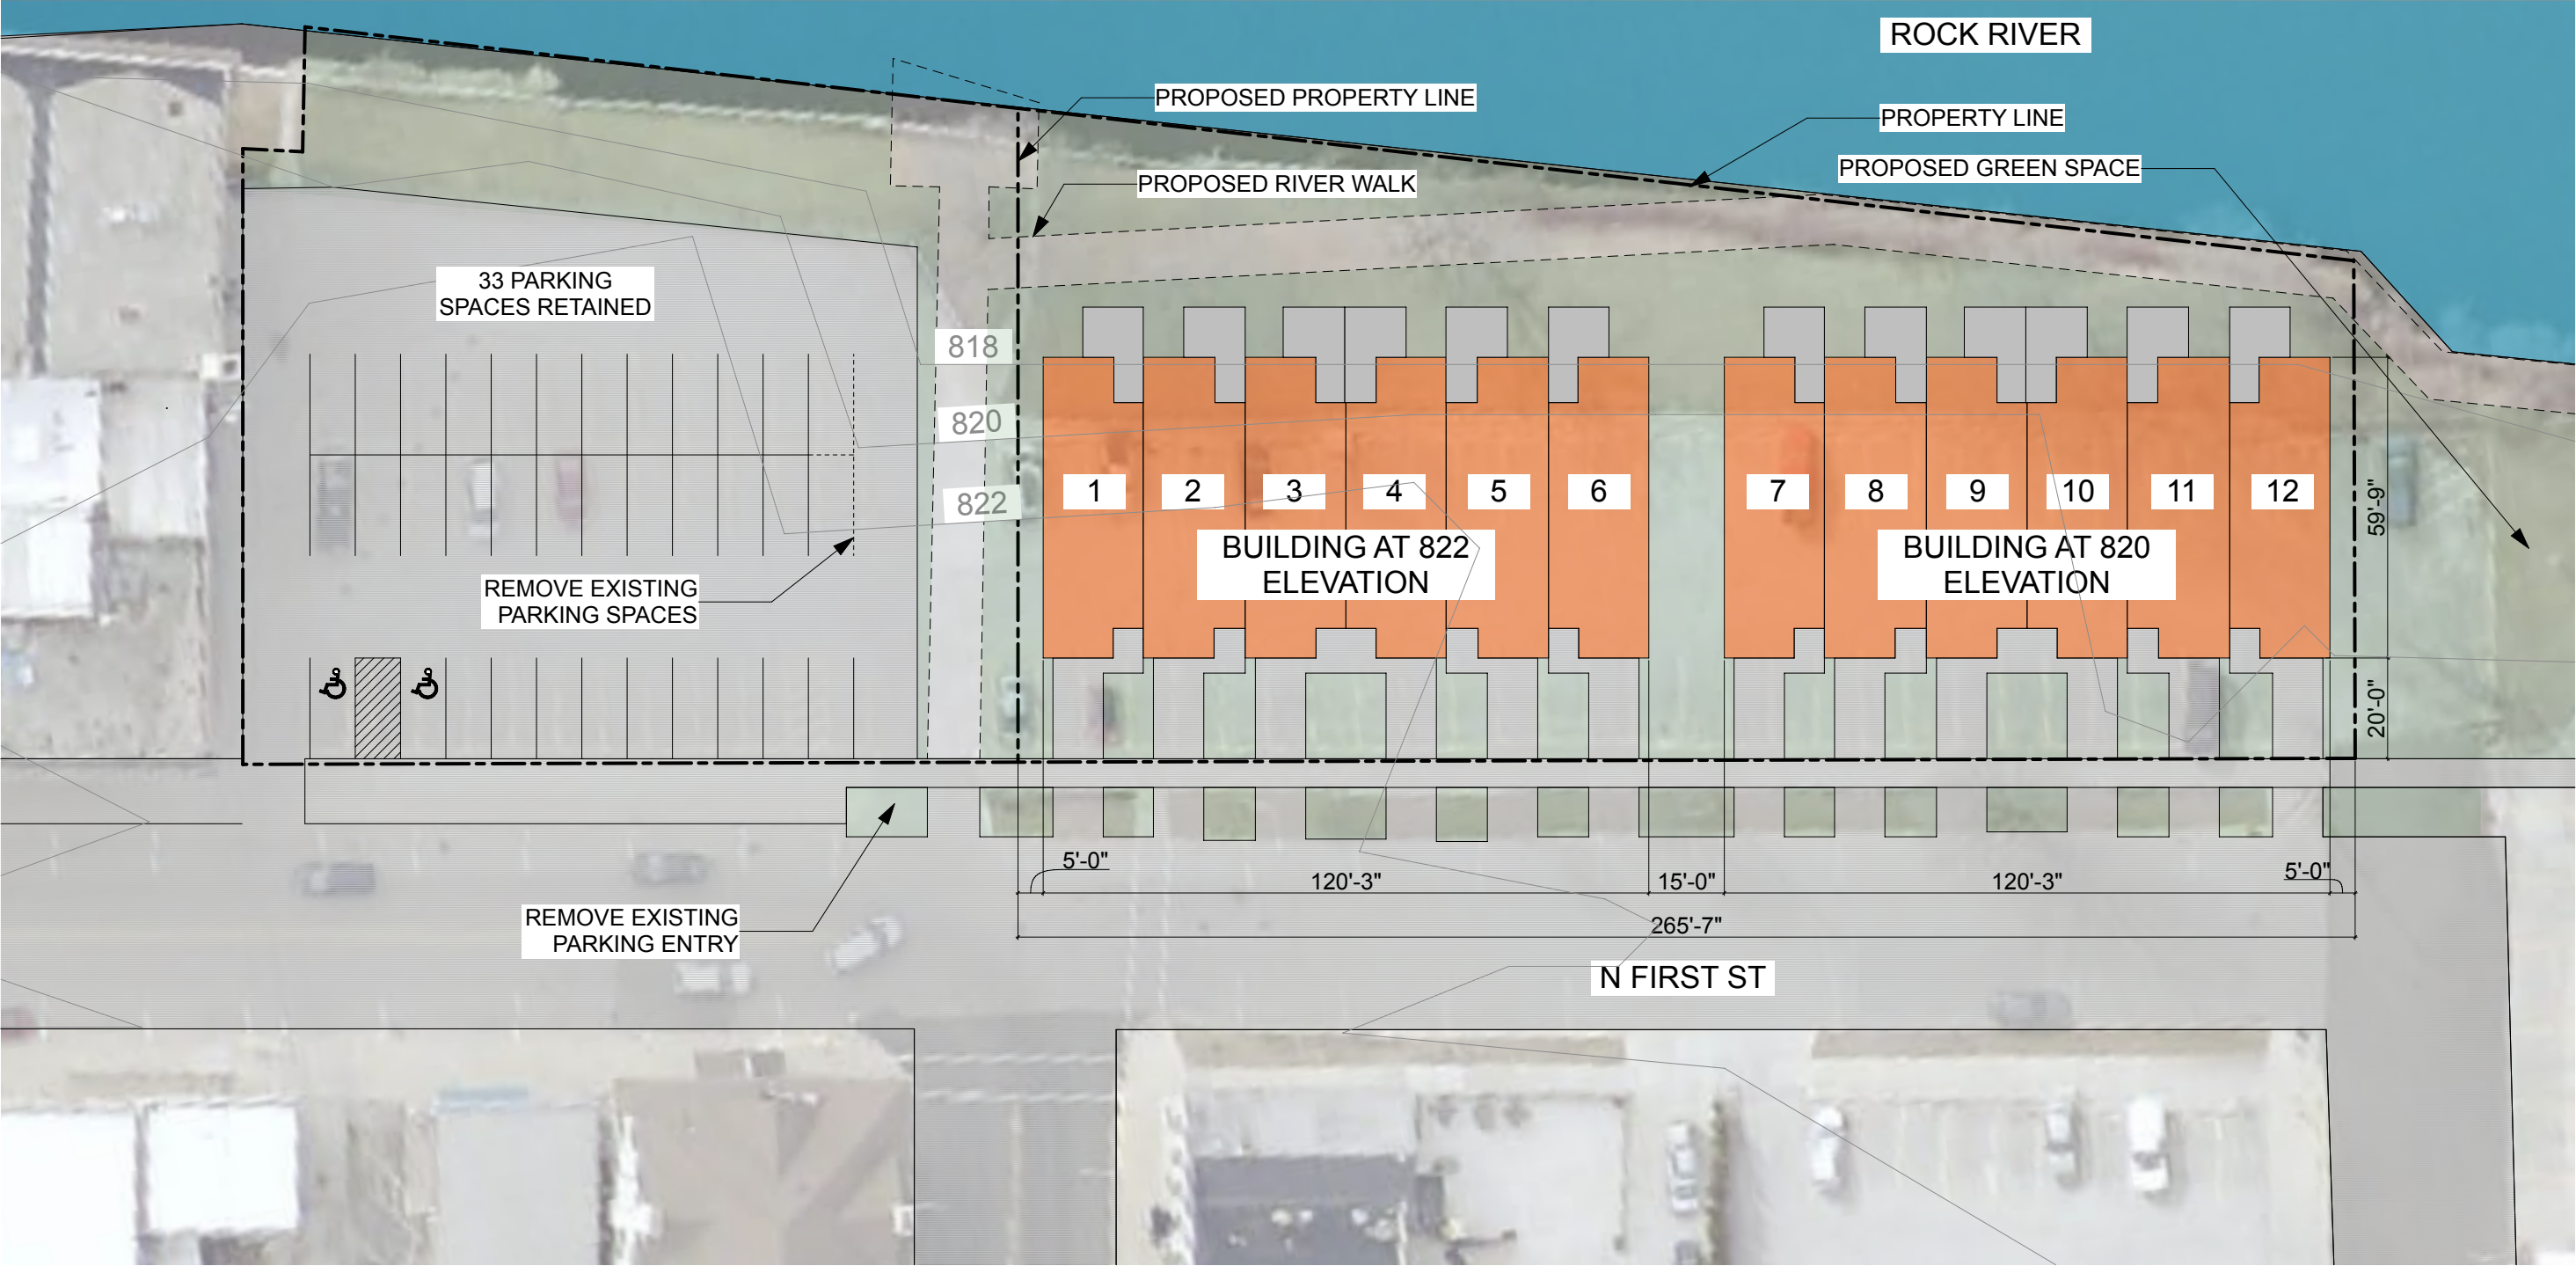 ROCK RIVER
PROPOSED PROPERTY LINE
PROPERTY LINE
PROPOSED GREEN SPACE
PROPOSED RIVER WALK
33 PARKING
SPACES RETAINED
818
820
822
1
2
3
4
5
6
7
8
9
10
11
12
BUILDING AT 822
ELEVATION
BUILDING AT 820
ELEVATION
59'-9"
20'-0"
REMOVE EXISTING
PARKING SPACES
REMOVE EXISTING
PARKING ENTRY
5'-0"
120'-3"
15'-0"
120'-3"
5'-0"
265'-7"
N FIRST ST